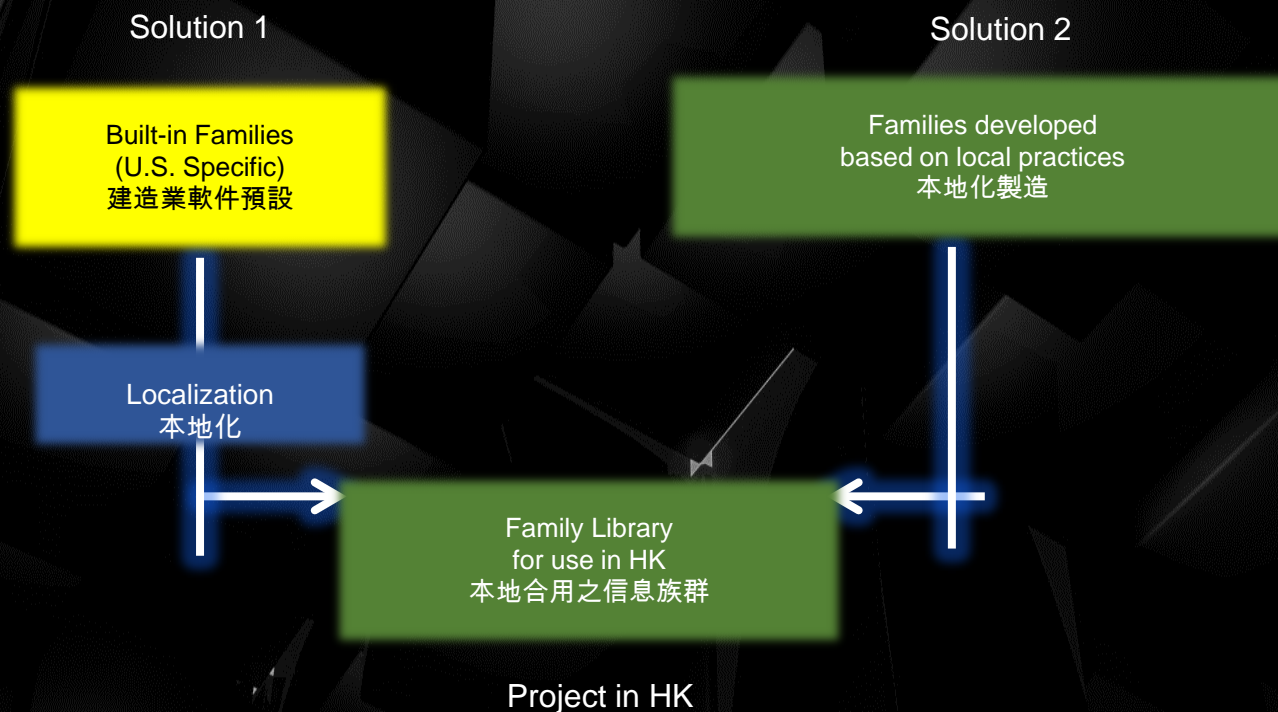 Solution 1
Solution 2
Built-in Families
(U.S. Specific)
建造業軟件預設
Families developed
based on local practices
本地化製造
Localization
本地化
Family Library
for use in HK
本地合用之信息族群
Project in HK